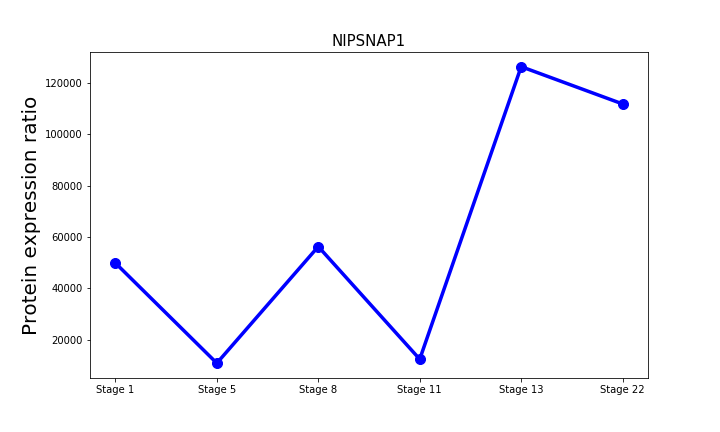 NIPSNAP1
Protein expression ratio
120000
100000
80000
60000
40000
20000
Stage 1 Stage 5 Stage 8 Stage 11 Stage 13 Stage 22